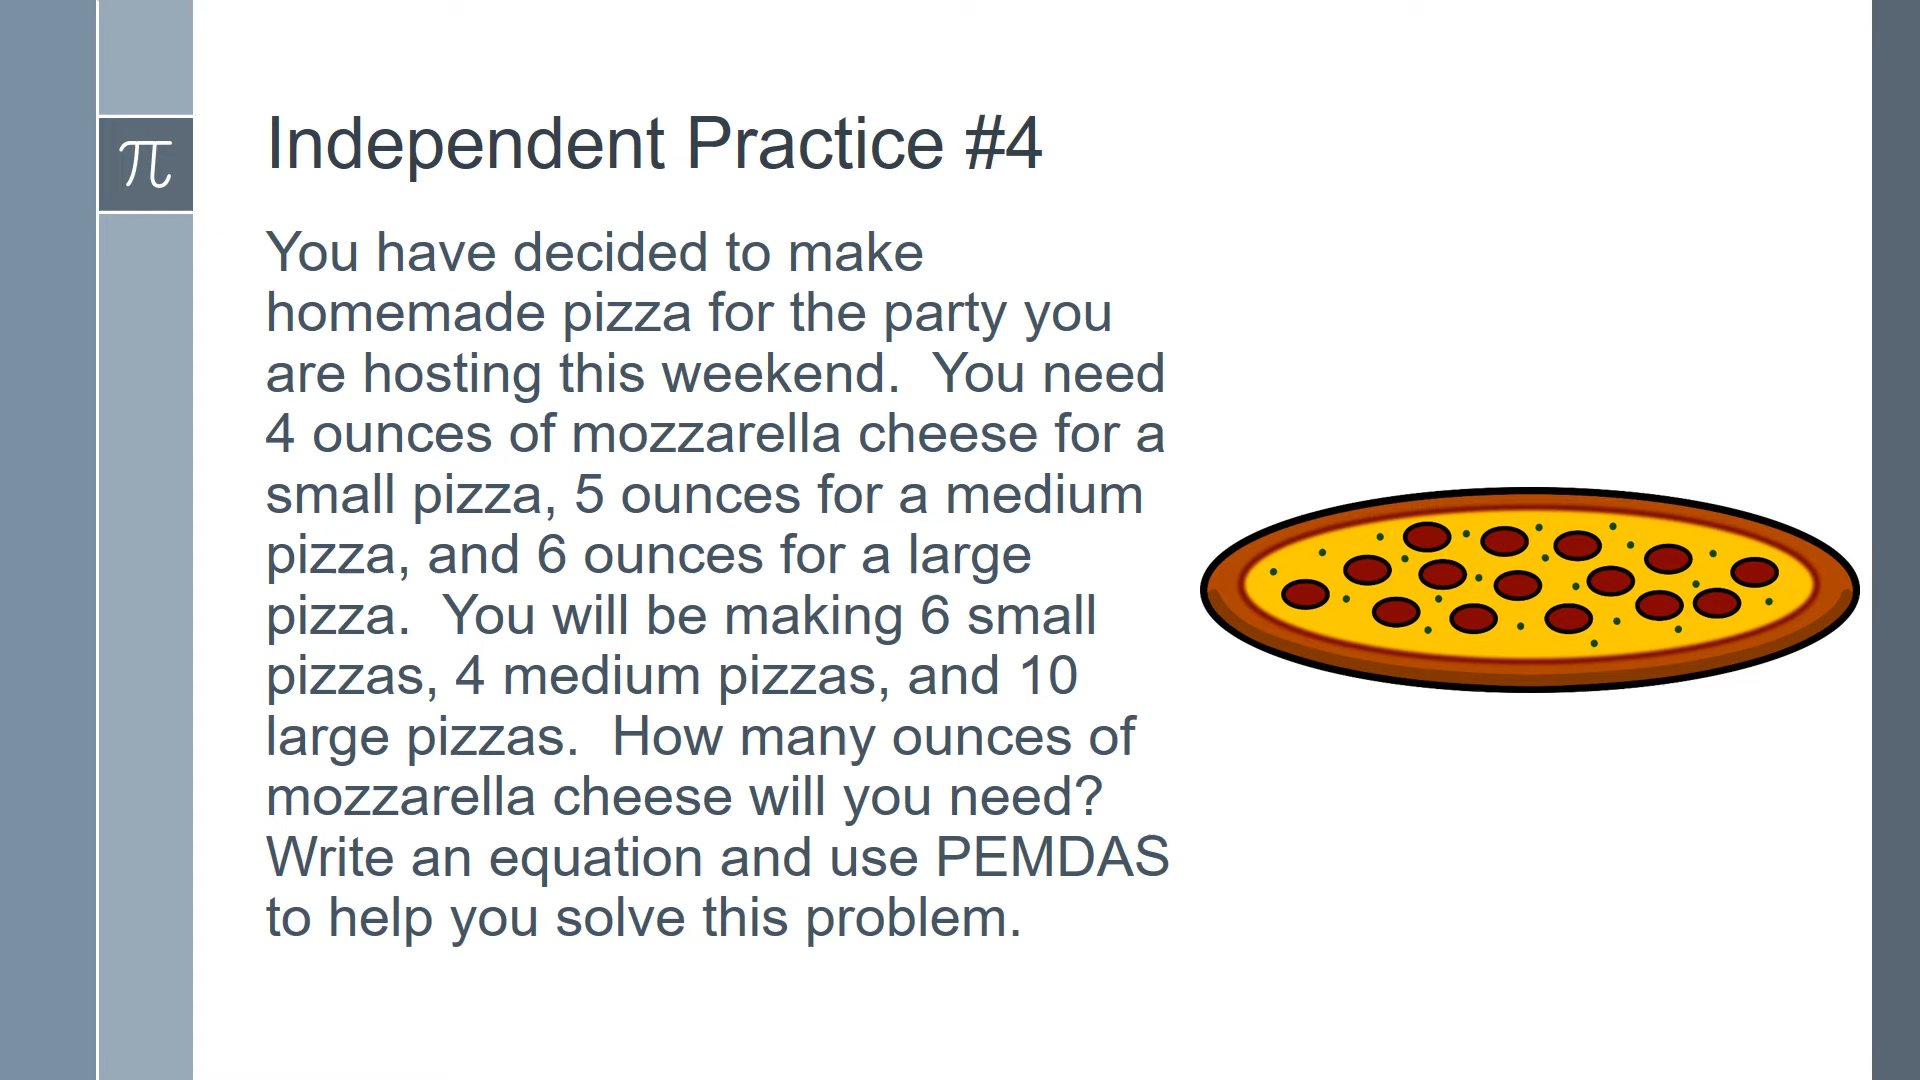 π
Independent Practice #4
You have decided to make
homemade pizza for the party you
are hosting this weekend.  You need
4 ounces of mozzarella cheese for a
small pizza, 5 ounces for a medium
pizza, and 6 ounces for a large
pizza.  You will be making 6 small
pizzas, 4 medium pizzas, and 10
large pizzas.  How many ounces of
mozzarella cheese will you need?
Write an equation and use PEMDAS
to help you solve this problem.